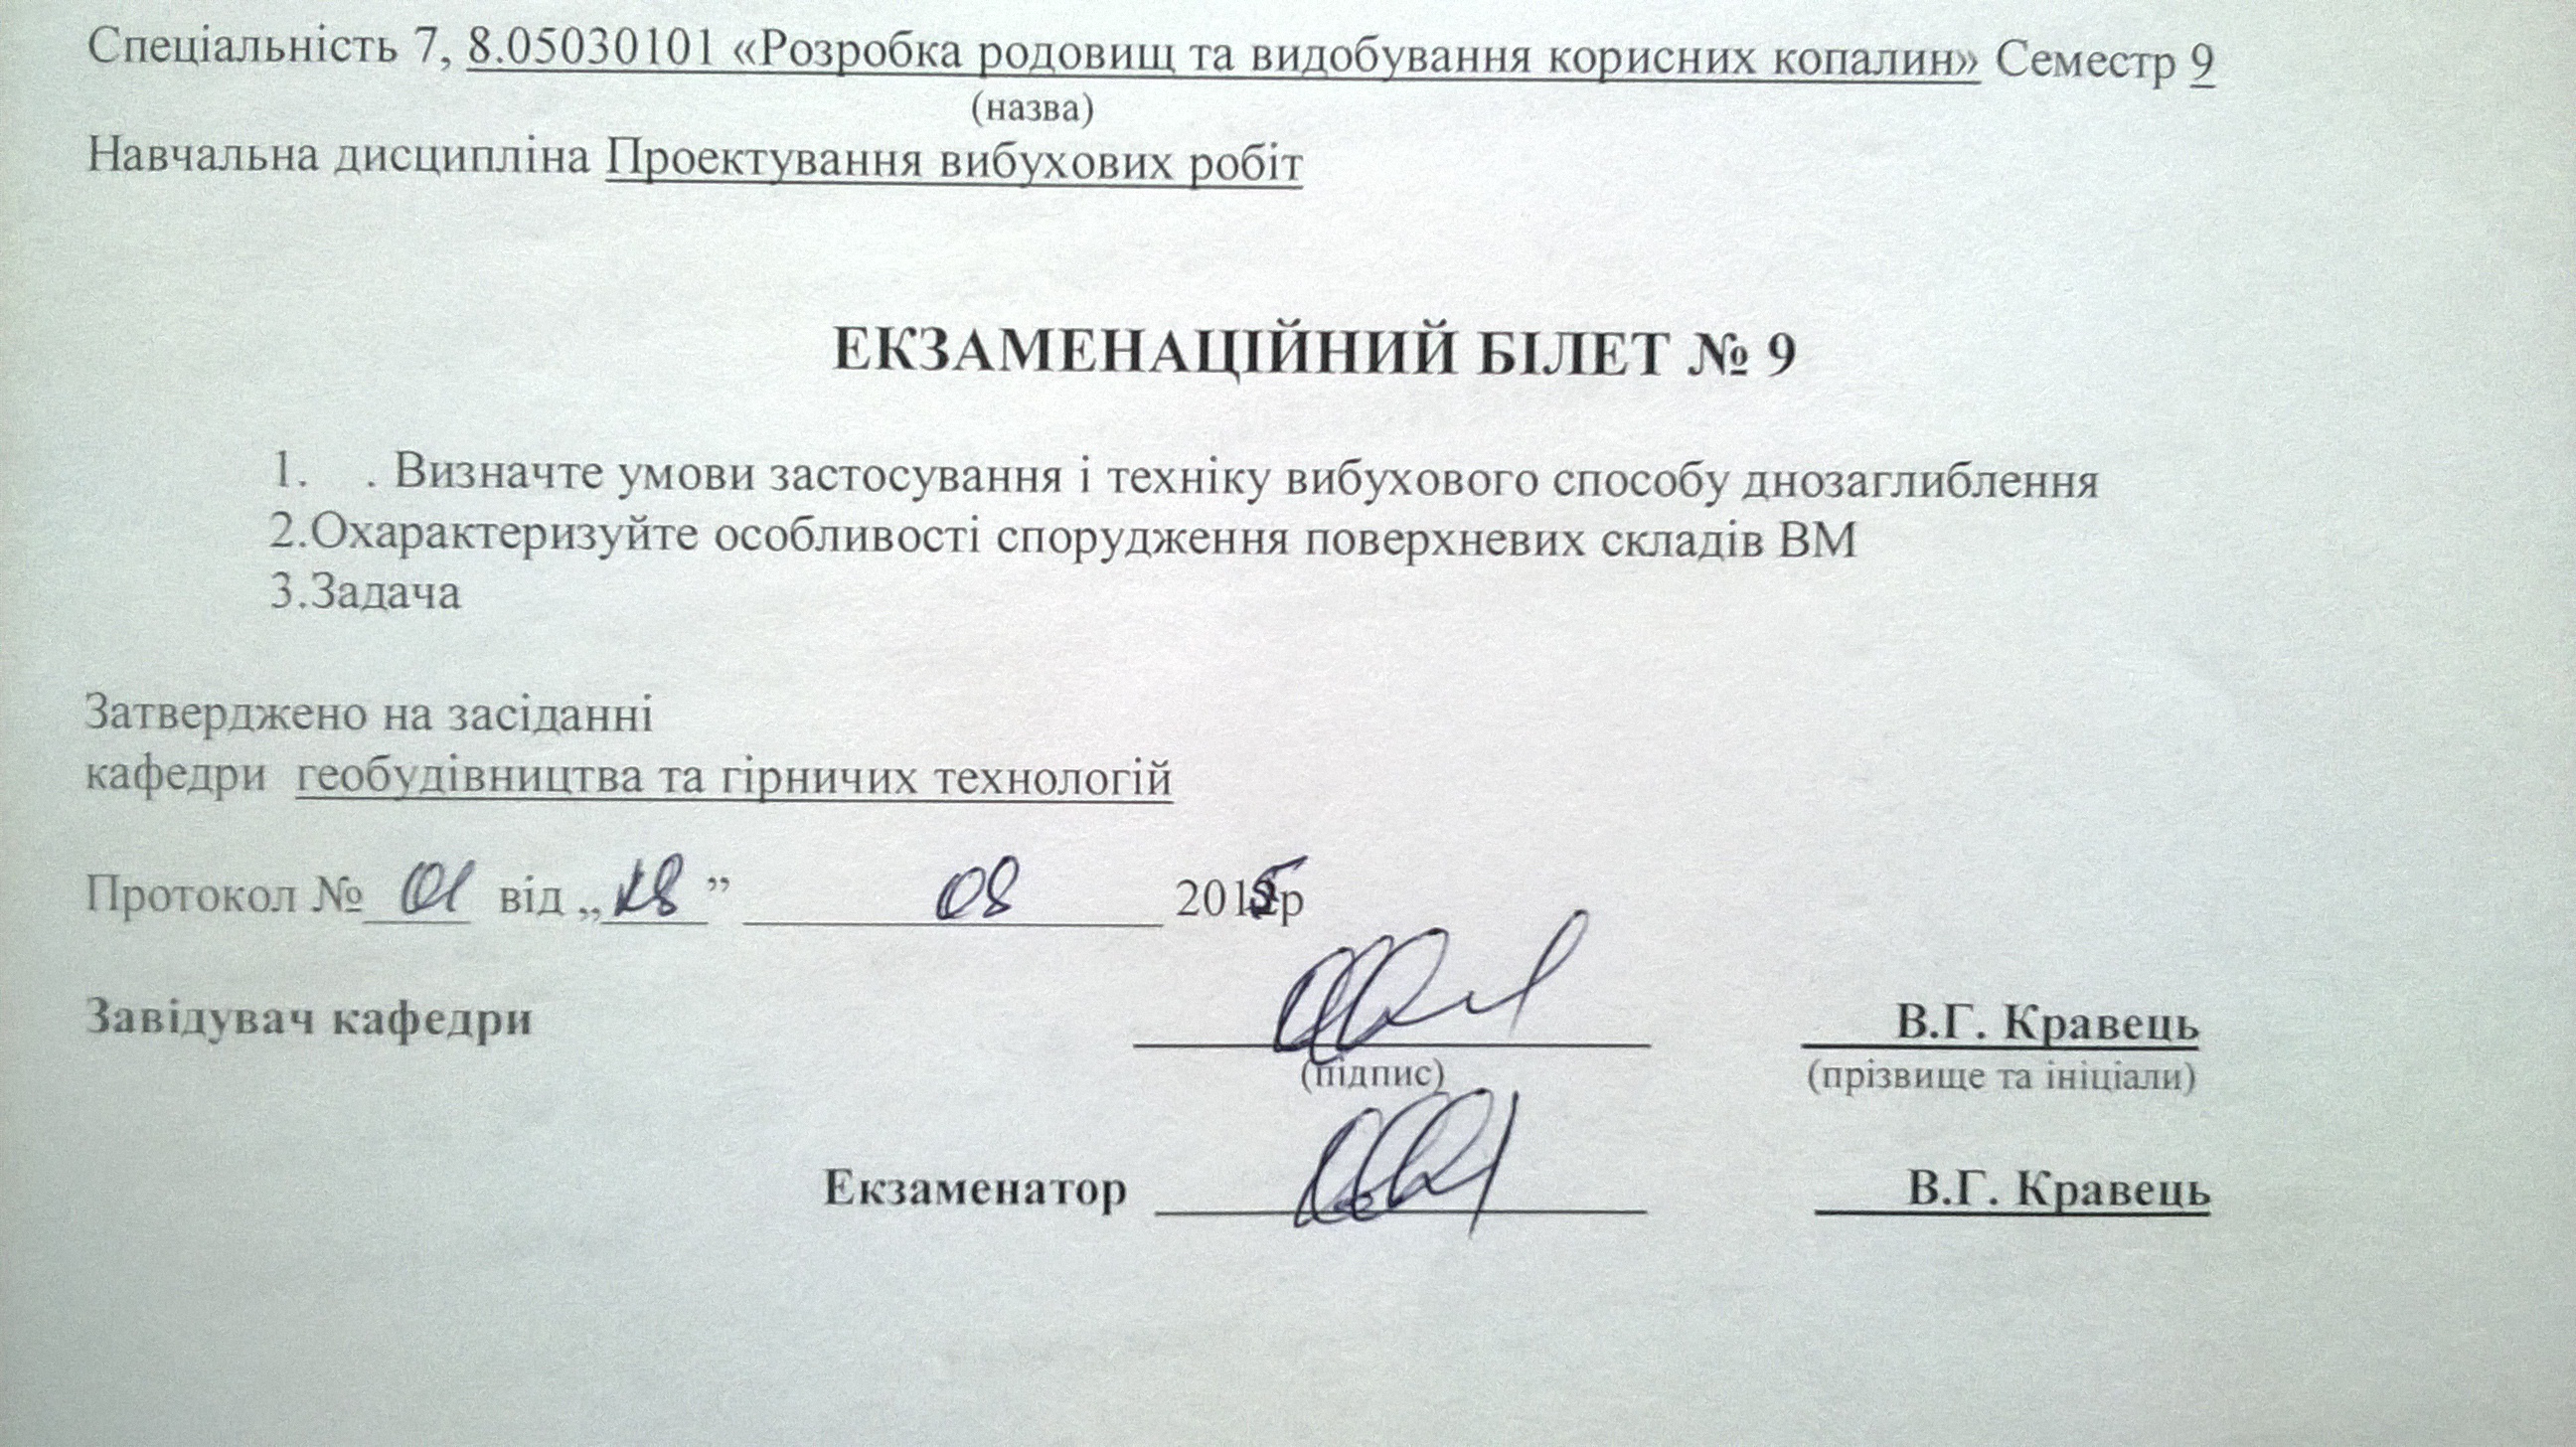 Спеціальність 7, 8.05030101 «Розробка родовищ та видобування корисних копалин» Семестр 9
(назва)
Навчальна дисципліна Проектування вибухових робіт
ЕКЗАМЕНАЦІЙНИЙ БІЛЕТ № 9
1. . Визначте умови застосування і техніку вибухового способу днозаглиблення
2.Охарактеризуйте особливості спорудження поверхневих складів ВМ
3.Задача
Затверджено на засіданні
кафедри геобудівництва та гірничих технологій
Протокол № 01 від „28” 08 2015р
Завідувач кафедри В.Г. Кравець
(підпис) (прізвище та ініціали)
Екзаменатор В.Г. Кравець